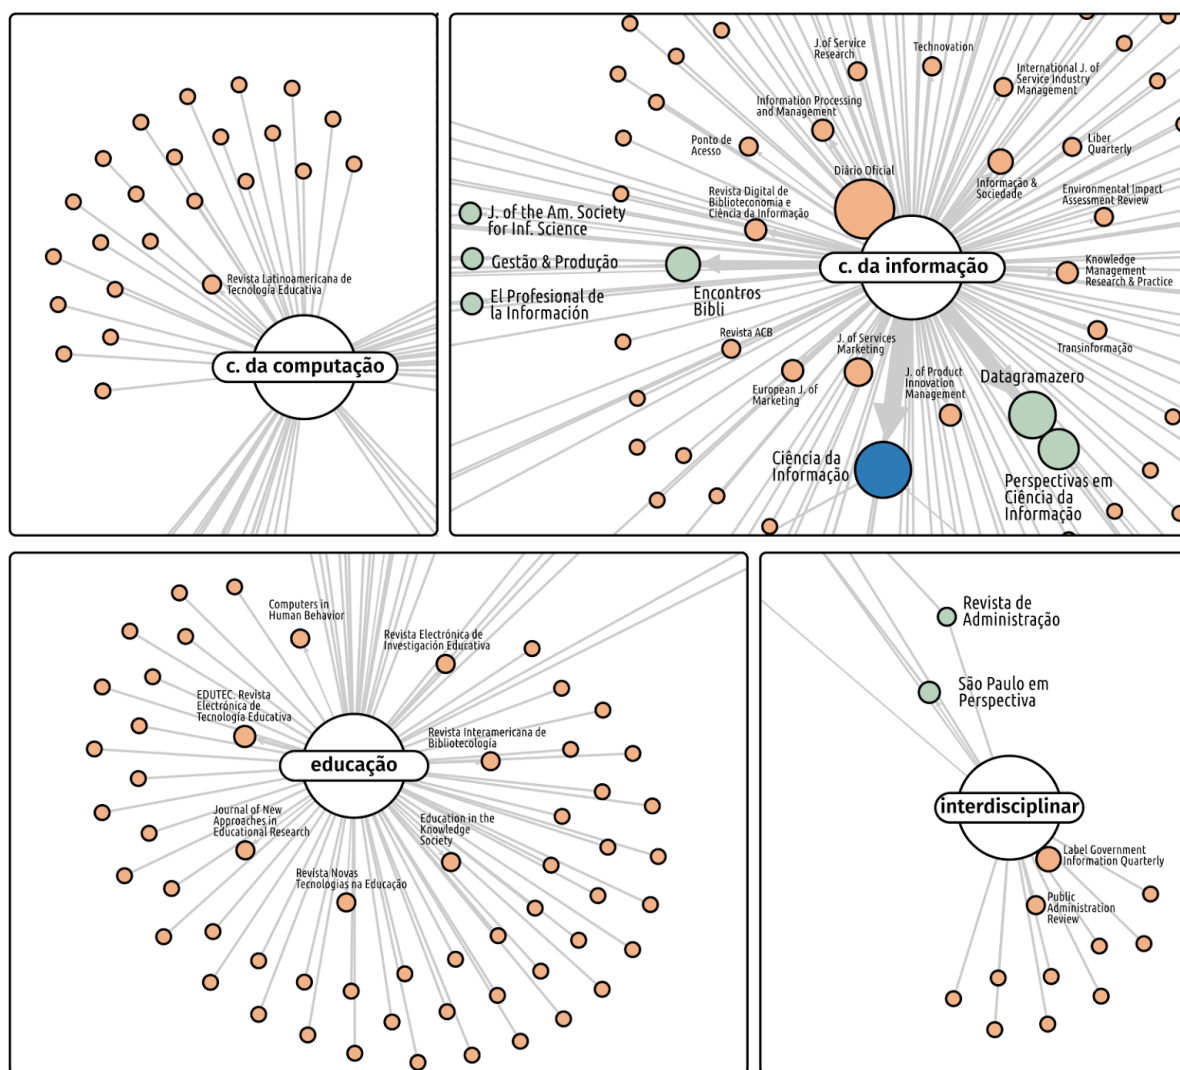 Revista Latinoamericana de
Tecnología Educativa
c. da computação
J.of Service
Research
Technovation
International J. of
Service Industry
Management
Information Processing
and Management
Ponto de
Acesso
Liber
Quarterly
Diário Oficial
Informação &
Sociedade
Environmental Impact
Assessment Review
Revista Digital de
Biblioteconomia e
Ciência da Informação
J. of the Am. Society
for Inf. Science
Gestão & Produção
El Profesional de
la Información
Encontros
Bibli
c. da informação
Knowledge
Management
Research & Practice
Revista ACB
J. of Services
Marketing
Transinformação
European J. of
Marketing
J. of Product
Innovation
Management
Datagramazero
Ciência da
Informação
Perspectivas em
Ciência da
Informação
Computers in
Human Behavior
Revista Electrónica de
Investigación Educativa
EDUTEC. Revista
Electrónica de
Tecnología Educativa
Revista Interamericana de
Bibliotecología
educação
Journal of New
Approaches in
Educational Research
Education in the
Knowledge
Society
Revista Novas
Tecnologias na Educação
Revista de
Administração
São Paulo em
Perspectiva
interdisciplinar
Label Government
Information Quarterly
Public
Administration
Review